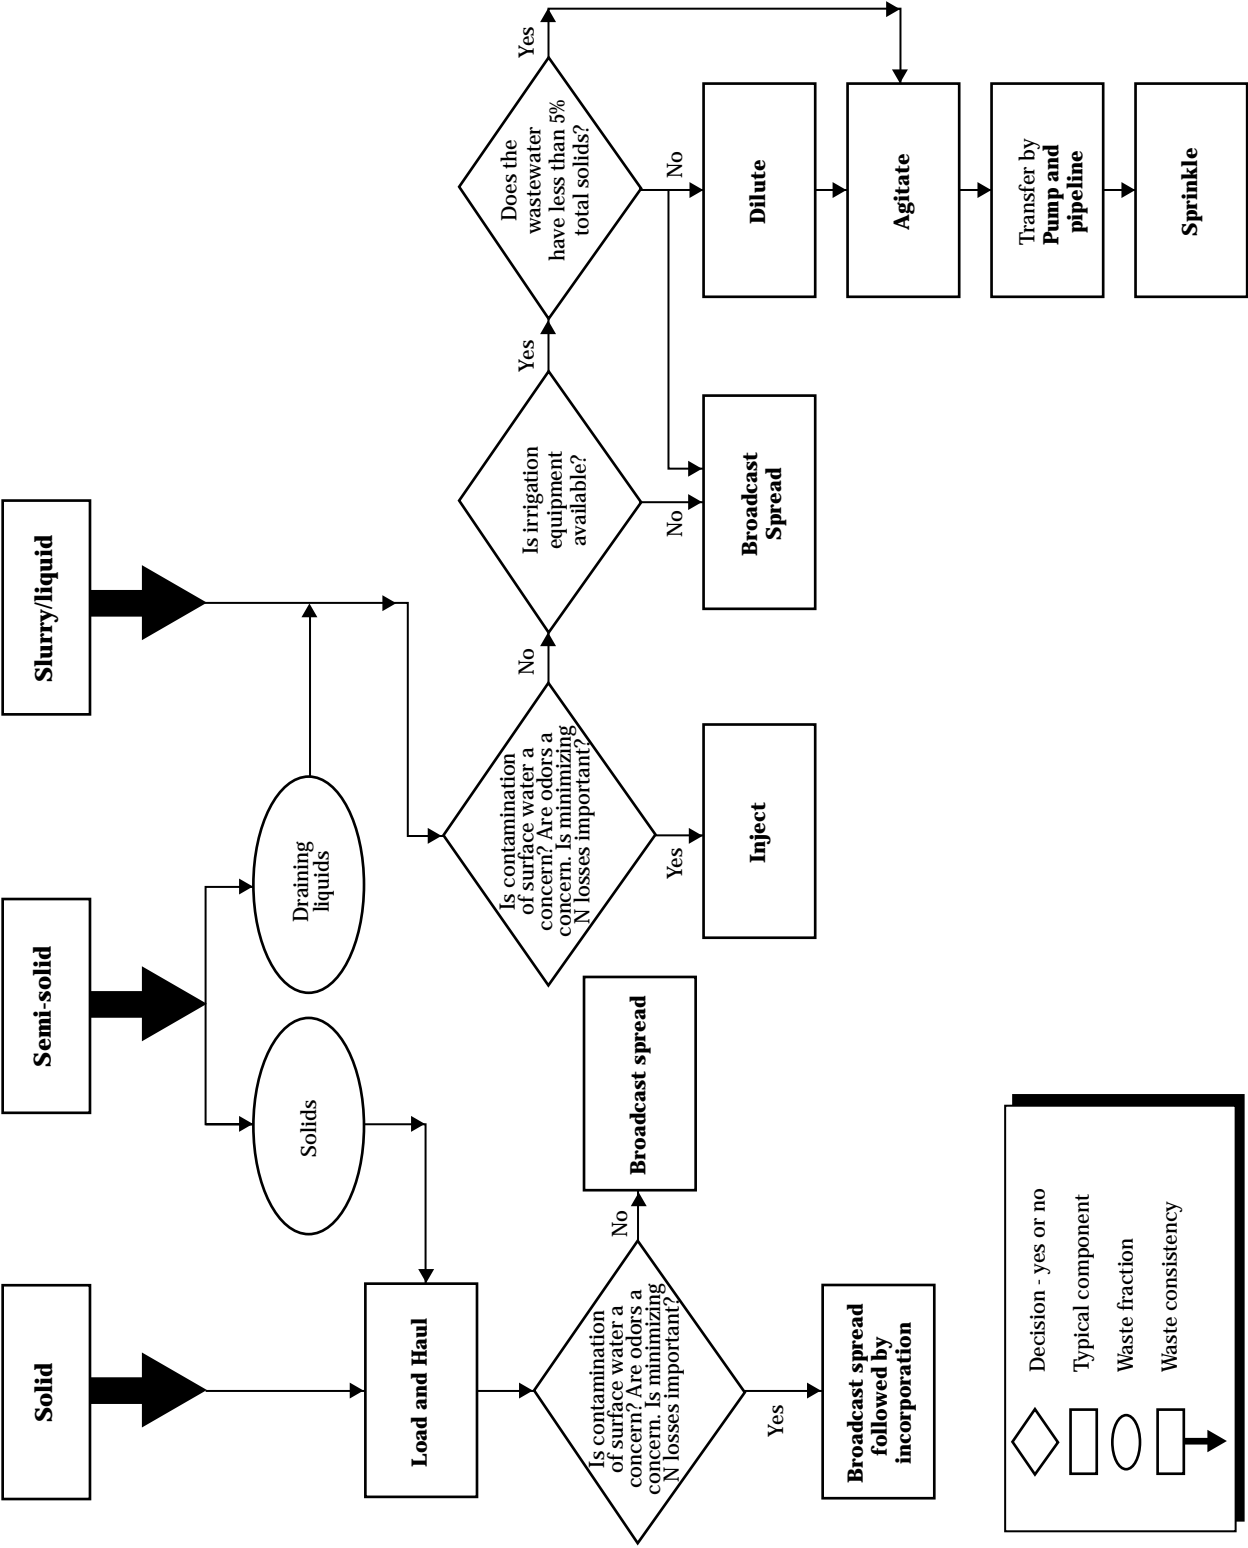 Solid
Semi-solid
Slurry/liquid
Solids
Draining
liquids
Load and Haul
Is contamination
of surface water a
concern? Are odors a
concern. Is minimizing
N losses important?
No
Broadcast spread
Yes
Broadcast spread
followed by
incorporation
Is contamination
of surface water a
concern? Are odors a
concern. Is minimizing
N losses important?
Yes
Inject
No
Is irrigation
equipment
available?
No
Broadcast
Spread
Yes
Does the
wastewater
have less than 5%
total solids?
Yes
No
Dilute
Agitate
Transfer by
Pump and
pipeline
Sprinkle
Decision - yes or no
Typical component
Waste fraction
Waste consistency